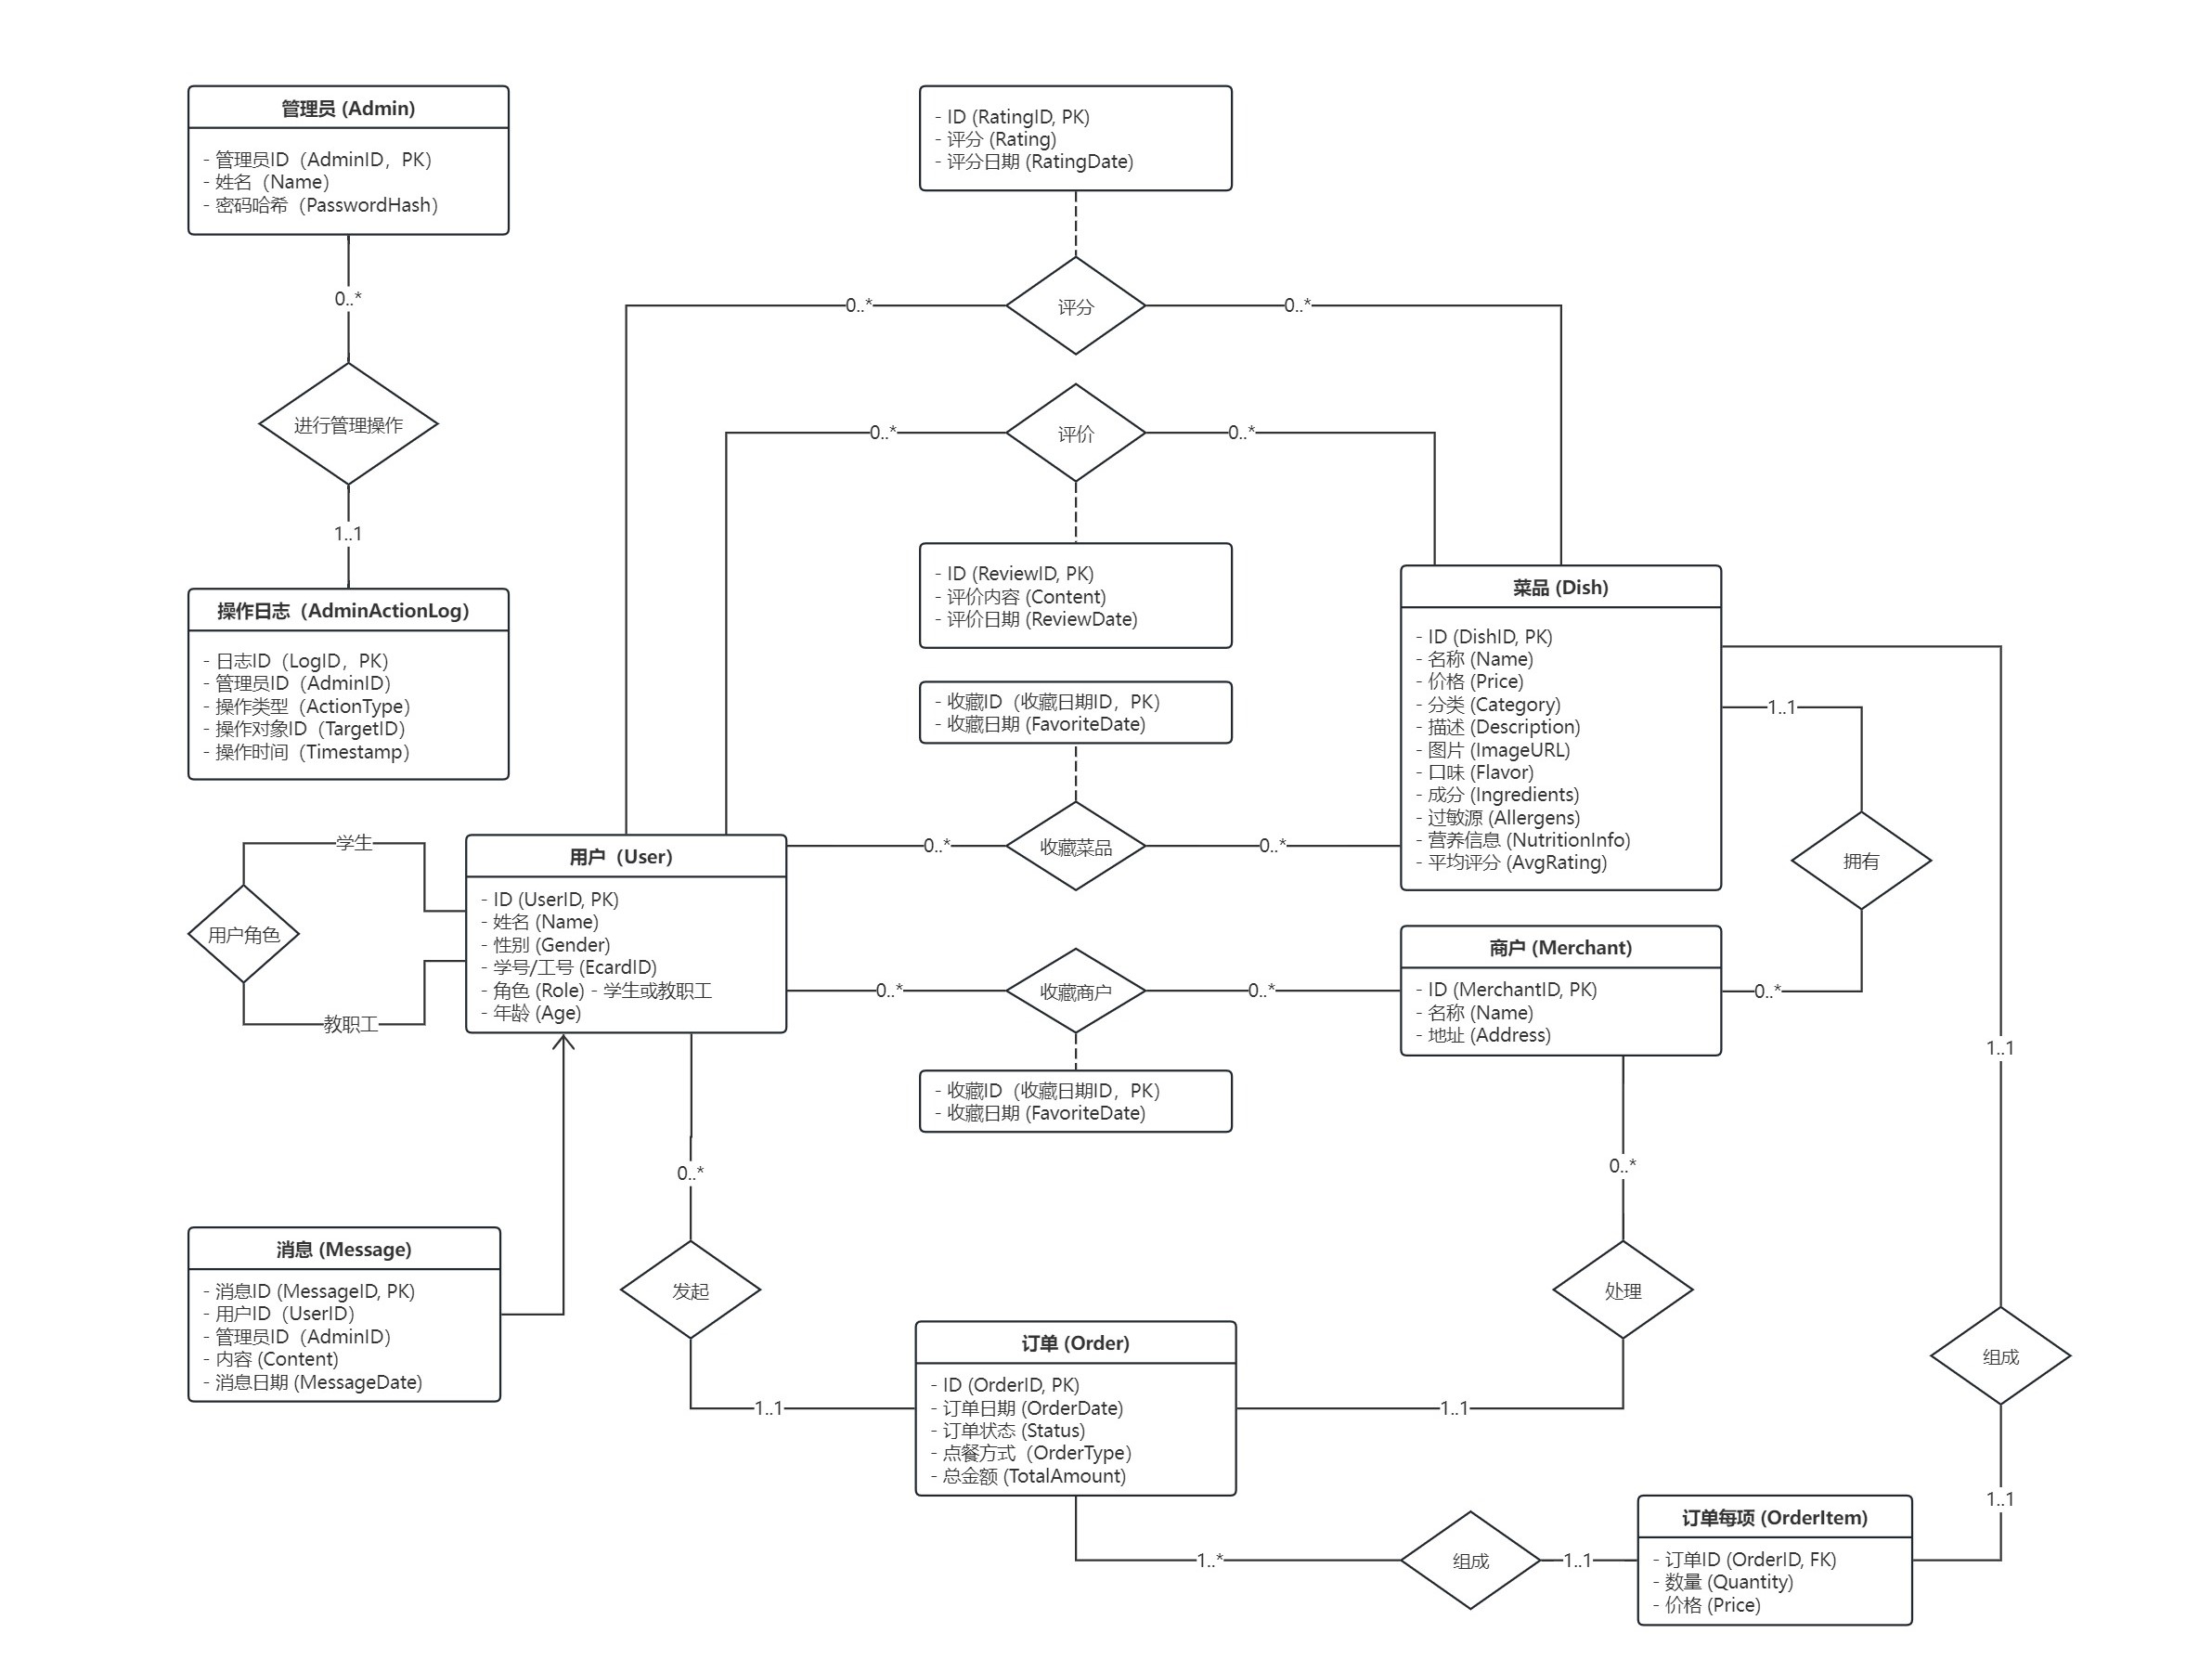 管理员 (Admin)
- 管理员ID（AdminID，PK）
- 姓名（Name）
- 密码哈希（PasswordHash）
0..*
进行管理操作
1..1
操作日志（AdminActionLog）
- 日志ID（LogID，PK）
- 管理员ID（AdminID）
- 操作类型（ActionType）
- 操作对象ID（TargetID）
- 操作时间（Timestamp）
- ID (RatingID, PK)
- 评分 (Rating)
- 评分日期 (RatingDate)
0..*
评分
0..*
0..*
评价
0..*
- ID (ReviewID, PK)
- 评价内容 (Content)
- 评价日期 (ReviewDate)
- 收藏ID（收藏日期ID，PK）
- 收藏日期 (FavoriteDate)
0..*
收藏菜品
0..*
菜品 (Dish)
- ID (DishID, PK)
- 名称 (Name)
- 价格 (Price)
- 分类 (Category)
- 描述 (Description)
- 图片 (ImageURL)
- 口味 (Flavor)
- 成分 (Ingredients)
- 过敏源 (Allergens)
- 营养信息 (NutritionInfo)
- 平均评分 (AvgRating)
1..1
拥有
0..*
学生
用户角色
教职工
用户（User）
- ID (UserID, PK)
- 姓名 (Name)
- 性别 (Gender)
- 学号/工号 (EcardID)
- 角色 (Role) - 学生或教职工
- 年龄 (Age)
0..*
收藏商户
0..*
商户 (Merchant)
- ID (MerchantID, PK)
- 名称 (Name)
- 地址 (Address)
- 收藏ID（收藏日期ID，PK）
- 收藏日期 (FavoriteDate)
1..1
0..*
0..*
消息 (Message)
- 消息ID (MessageID, PK)
- 用户ID（UserID）
- 管理员ID（AdminID）
- 内容 (Content)
- 消息日期 (MessageDate)
发起
处理
组成
1..1
订单 (Order)
- ID (OrderID, PK)
- 订单日期 (OrderDate)
- 订单状态 (Status)
- 点餐方式（OrderType）
- 总金额 (TotalAmount)
1..1
1..1
1..*
组成
1..1
订单每项 (OrderItem)
- 订单ID (OrderID, FK)
- 数量 (Quantity)
- 价格 (Price)